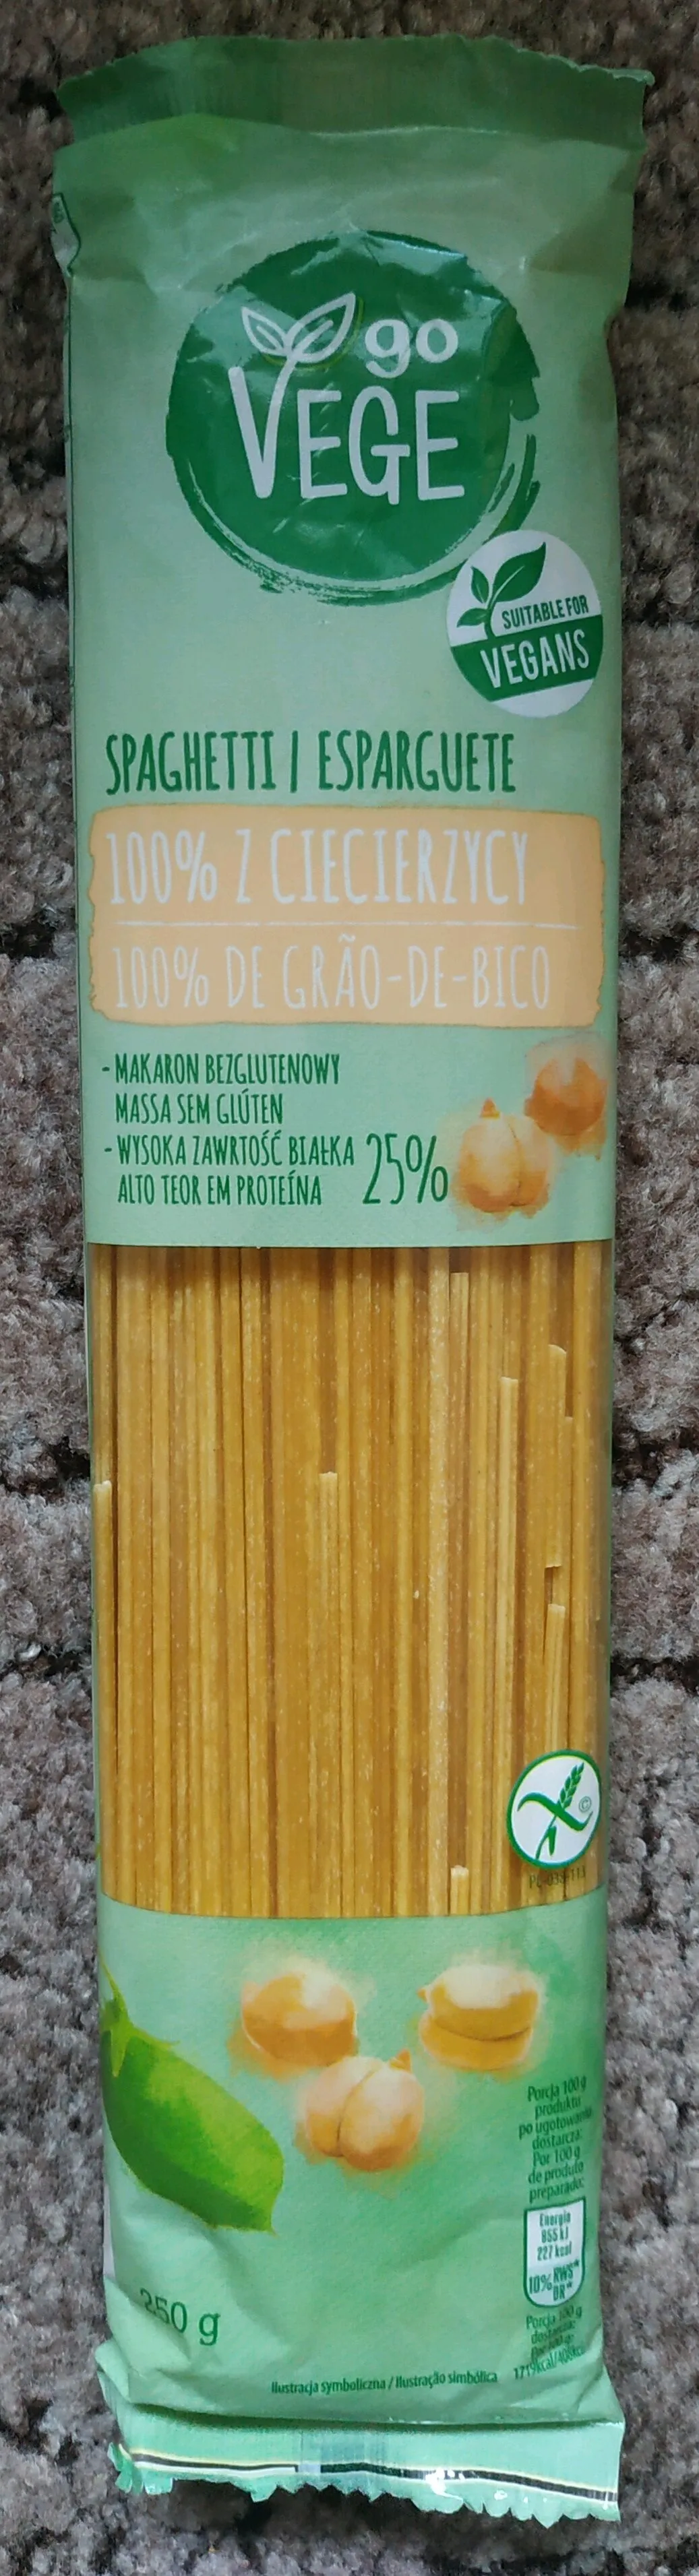 go
VEGE
SUITABLE FOR
VEGANS
SPAGHETTI / ESPARGUETE
100% Z CIECIERZYCY
100% DE GRÃO-DE-BICO
- MAKARON BEZGLUTENOWY
MASSA SEM GLÚTEN
- WYSOKA ZAWRTOŚĆ BIAŁKA 25%
ALTO TEOR EM PROTEÍNA
©
Porcja 100 g
produktu
po ugotowaniu
dostarcza:
Por 100 g
de produto
preparado:
Energia
955 kJ
227 kcal
10% RWS*
DR*
Porcja 100 g
250 g
Ilustracja symboliczna / Ilustração simbólica